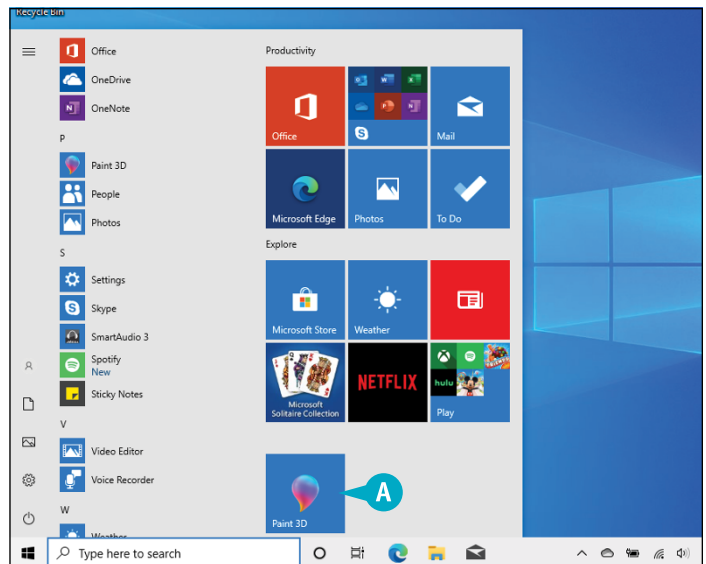 Recycle Bin
Office
OneDrive
OneNote
P
Paint 3D
People
Photos
S
Settings
Skype
SmartAudio 3
Spotify
New
Sticky Notes
V
Video Editor
Voice Recorder
W
Weather
Productivity
Office
Mail
Microsoft Edge
Photos
To Do
Explore
Microsoft Store
Weather
Microsoft
Solitaire Collection
NETFLIX
hulu
Play
Paint 3D
A
Type here to search